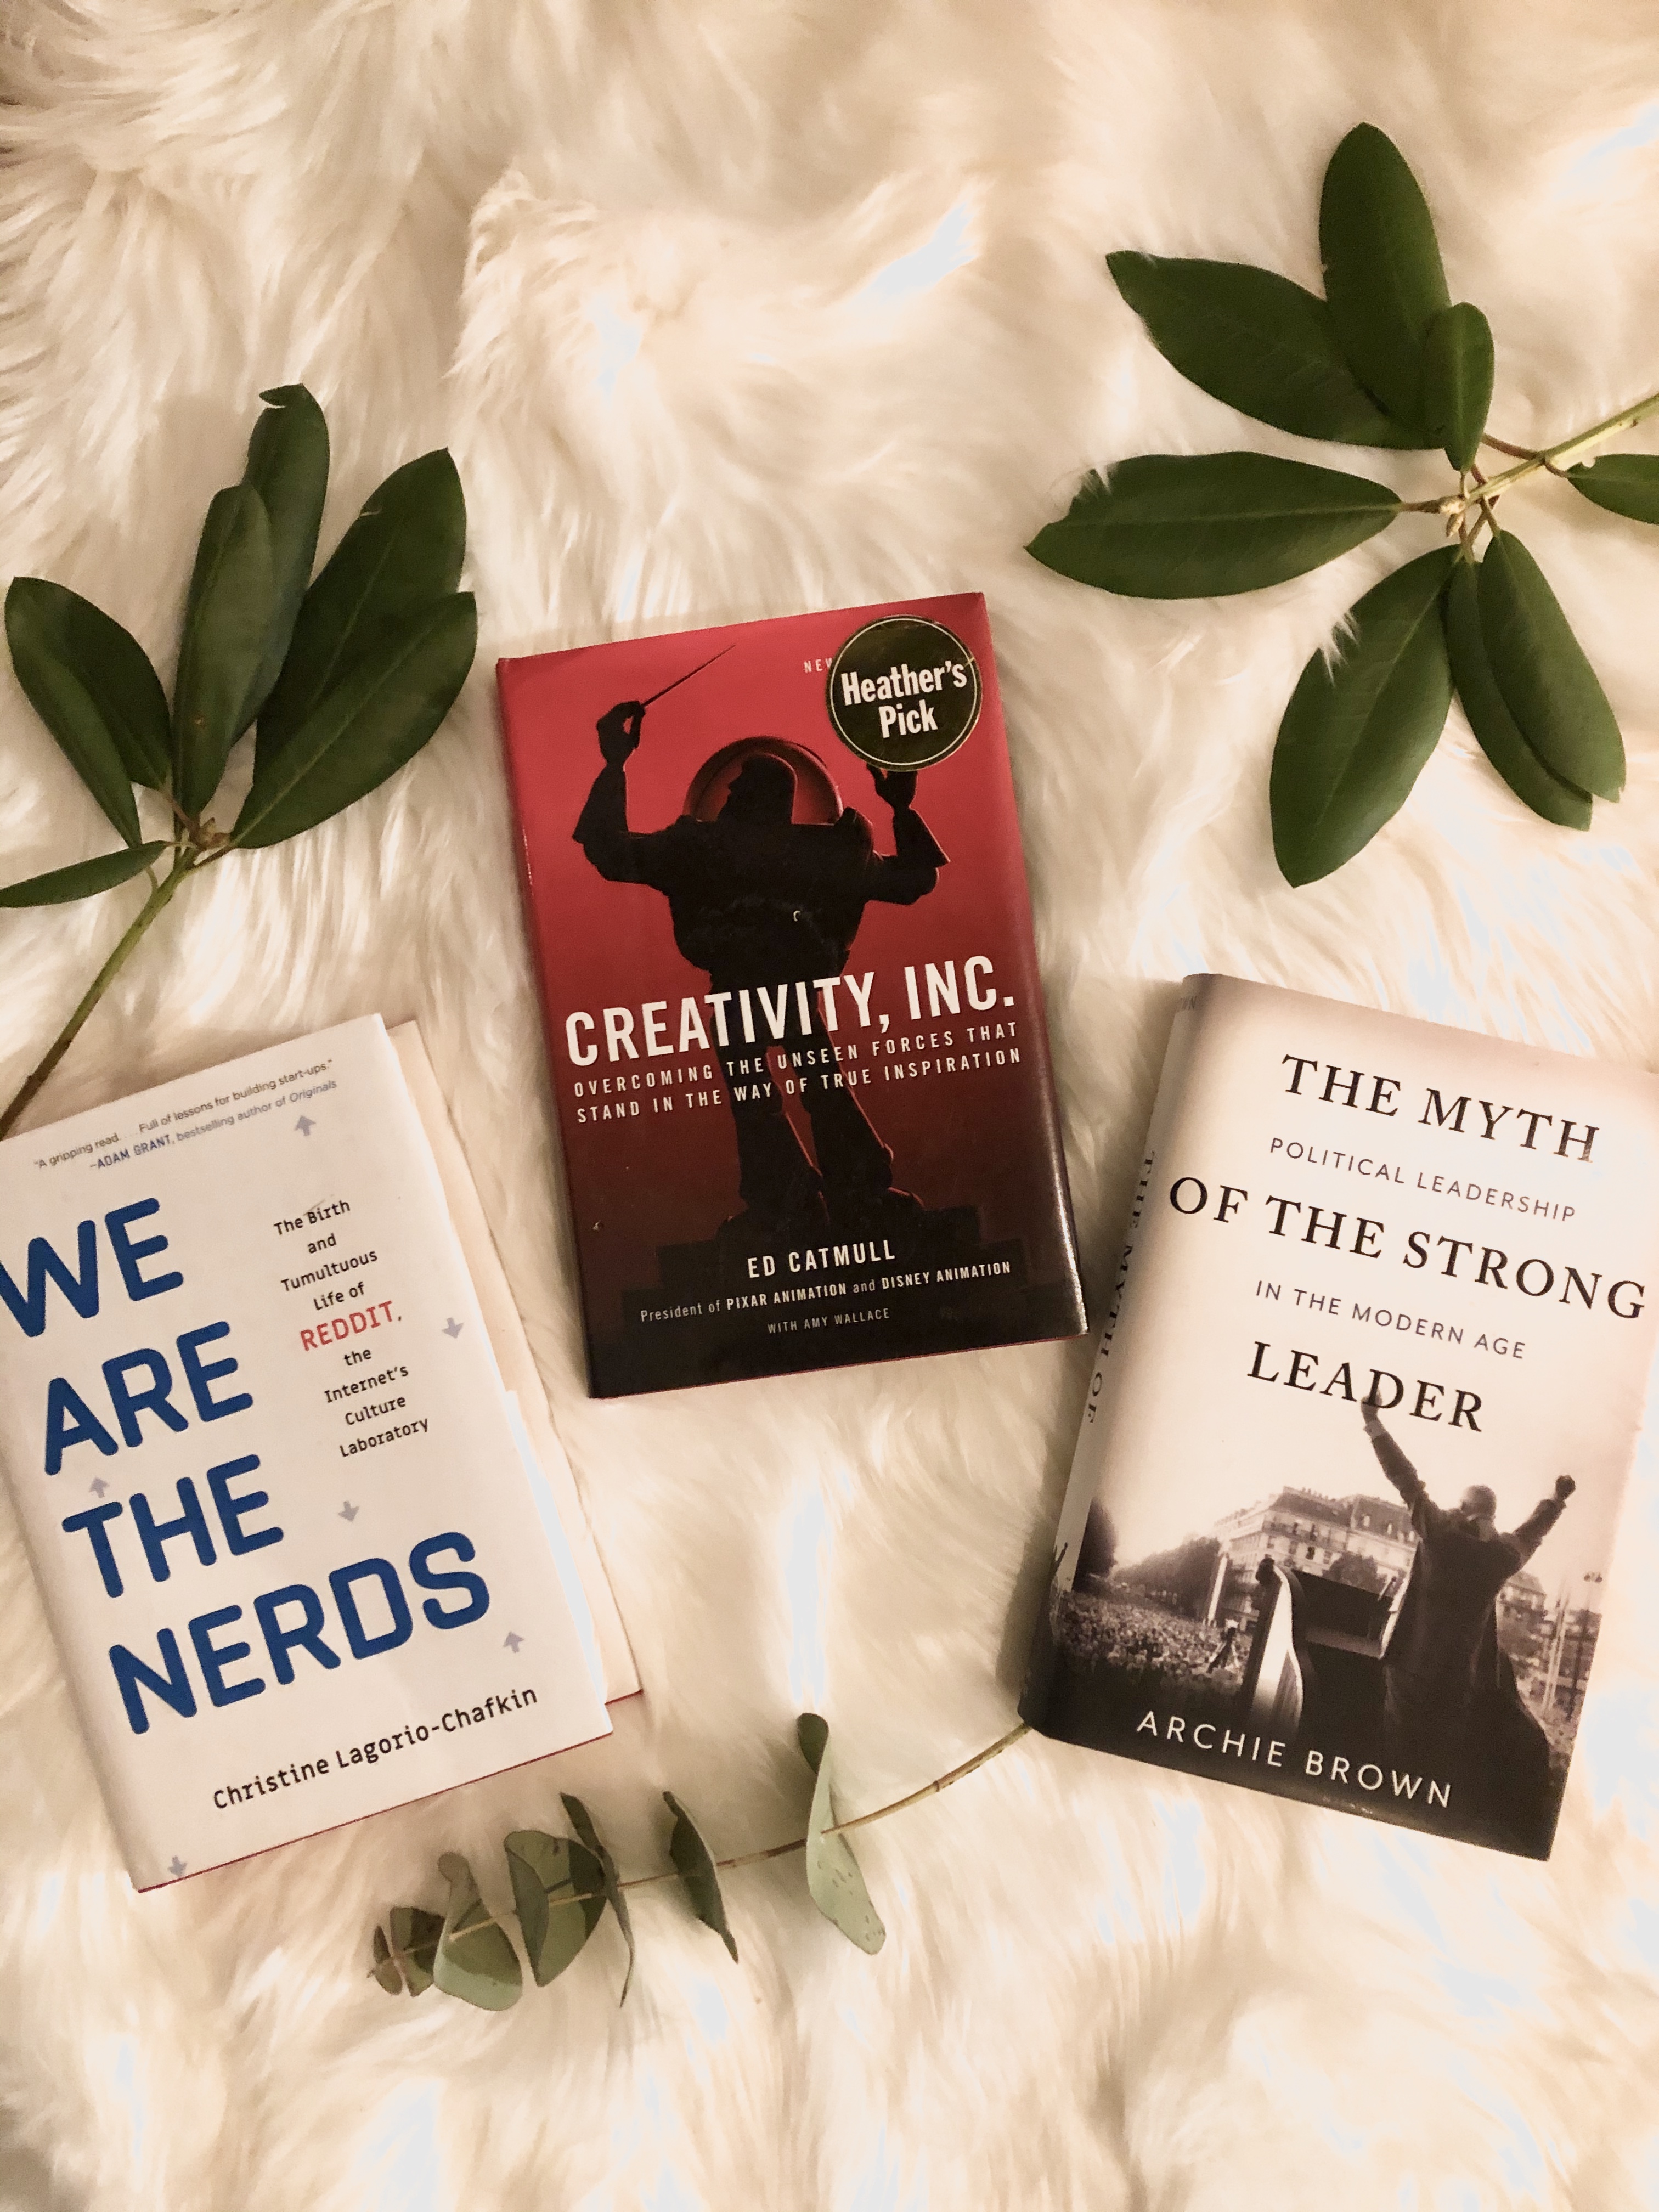 "A gripping read. . . . Full of lessons for building start-ups."
—ADAM GRANT, bestselling author of Originals
WE
ARE
THE
NERDS
The Birth
and
Tumultuous
Life of
REDDIT,
the
Internet's
Culture
Laboratory
Christine Lagorio-Chafkin
NEW
Heather's
Pick
CREATIVITY, INC.
OVERCOMING THE UNSEEN FORCES THAT
STAND IN THE WAY OF TRUE INSPIRATION
ED CATMULL
President of PIXAR ANIMATION and DISNEY ANIMATION
WITH AMY WALLACE
THE MYTH
POLITICAL LEADERSHIP
OF THE STRONG
IN THE MODERN AGE
LEADER
ARCHIE BROWN
THE MYTH OF